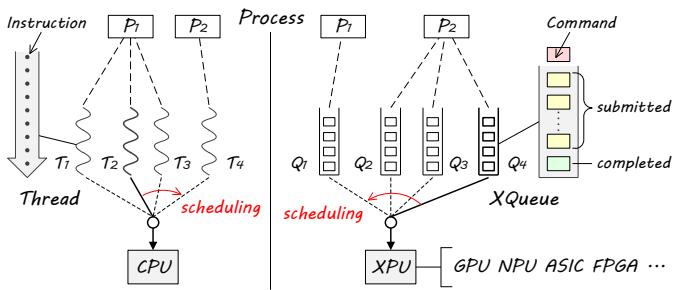 Process
Instruction
P1
P2
T1
T2
T3
T4
Thread
scheduling
CPU
P1
P2
Command
submitted
completed
Q1
Q2
Q3
Q4
XQueue
scheduling
XPU
GPU NPU ASIC FPGA ...